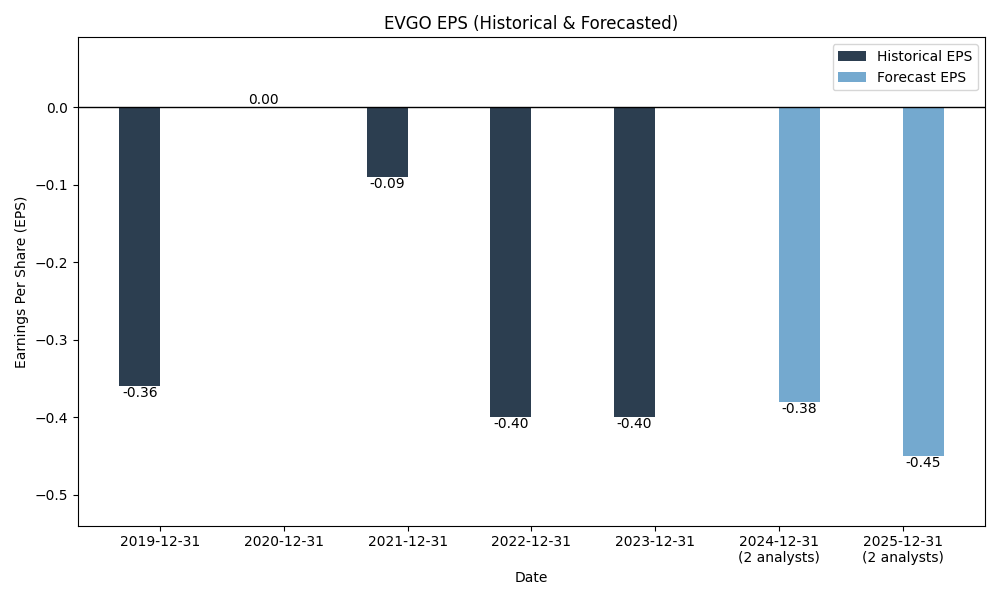 EVGO EPS (Historical & Forecasted)
Historical EPS
Forecast EPS
Earnings Per Share (EPS)
0.0
−0.1
−0.2
−0.3
−0.4
−0.5
-0.36
0.00
-0.09
-0.40
-0.40
-0.38
-0.45
2019-12-31
2020-12-31
2021-12-31
2022-12-31
2023-12-31
2024-12-31
(2 analysts)
2025-12-31
(2 analysts)
Date